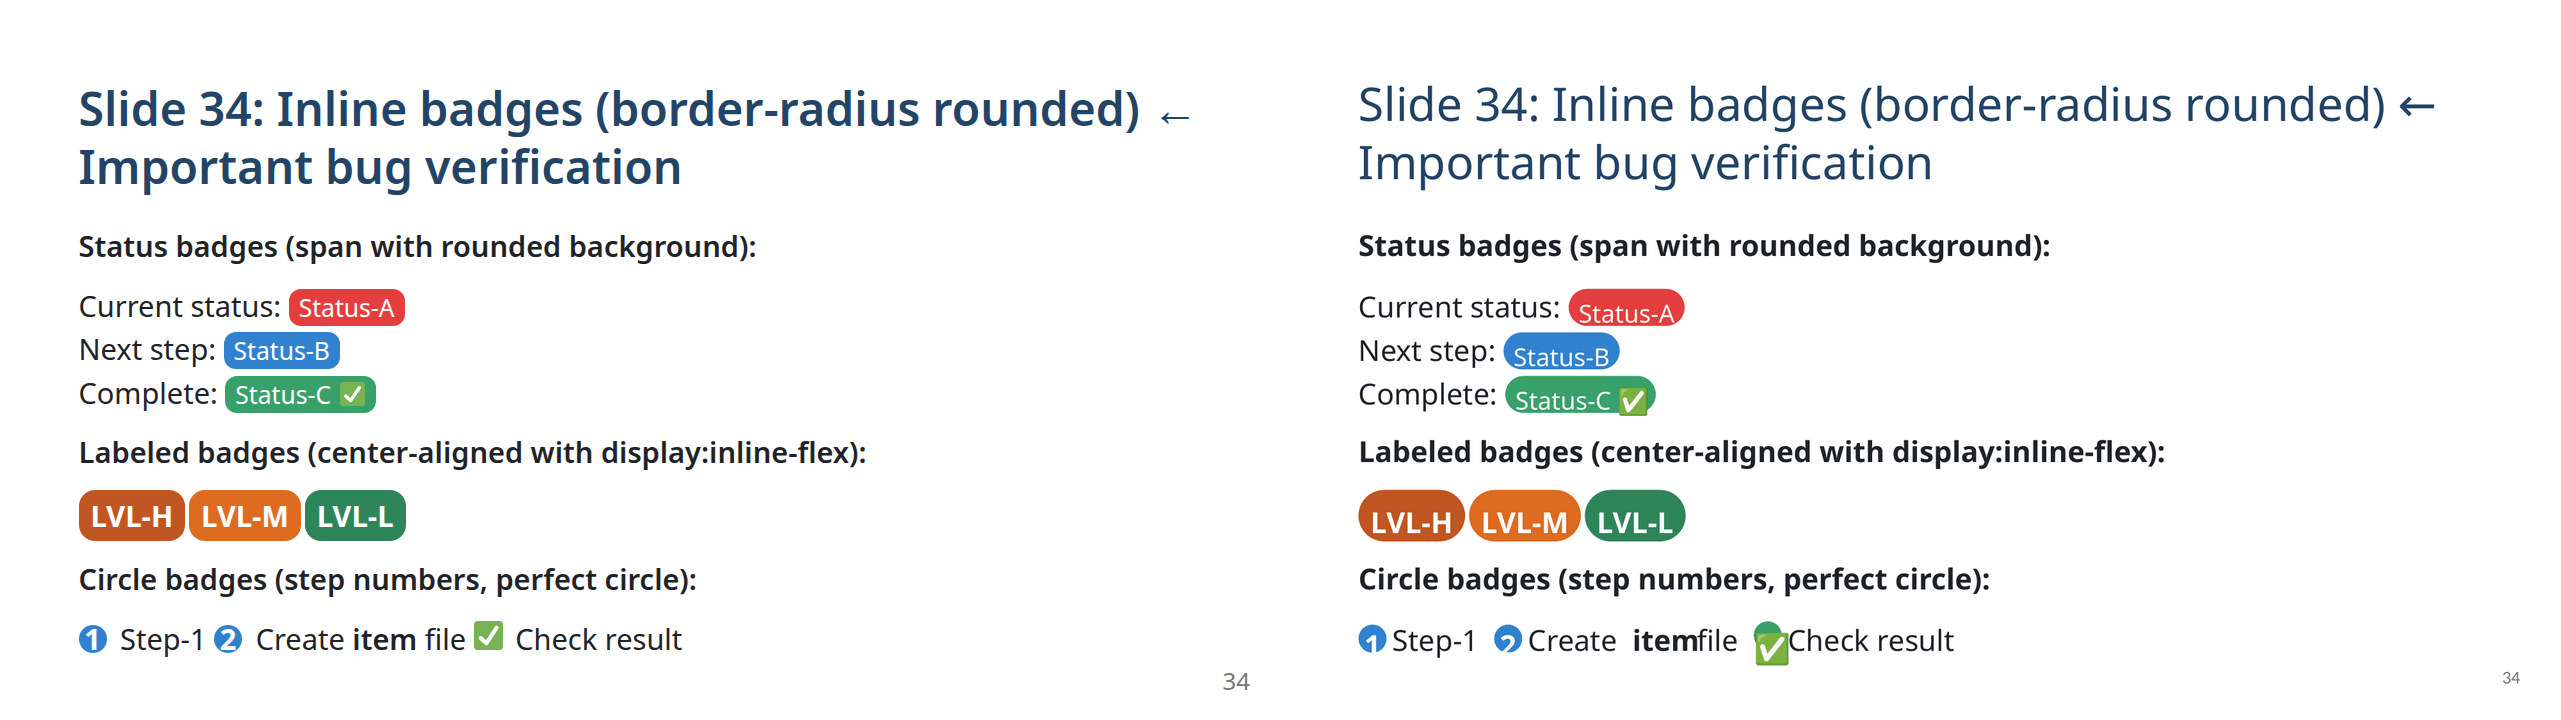 Slide 34: Inline badges (border-radius rounded) ←
Important bug verification
Status badges (span with rounded background):
Current status: Status-A
Next step: Status-B
Complete: Status-C ✅
Labeled badges (center-aligned with display:inline-flex):
LVL-H LVL-M LVL-L
Circle badges (step numbers, perfect circle):
1 Step-1 2 Create item file ✅ Check result
34
Slide 34: Inline badges (border-radius rounded) ←
Important bug verification
Status badges (span with rounded background):
Current status: Status-A
Next step: Status-B
Complete: Status-C ✅
Labeled badges (center-aligned with display:inline-flex):
LVL-H LVL-M LVL-L
Circle badges (step numbers, perfect circle):
1 Step-1 2 Create itemfile ✅Check result
34